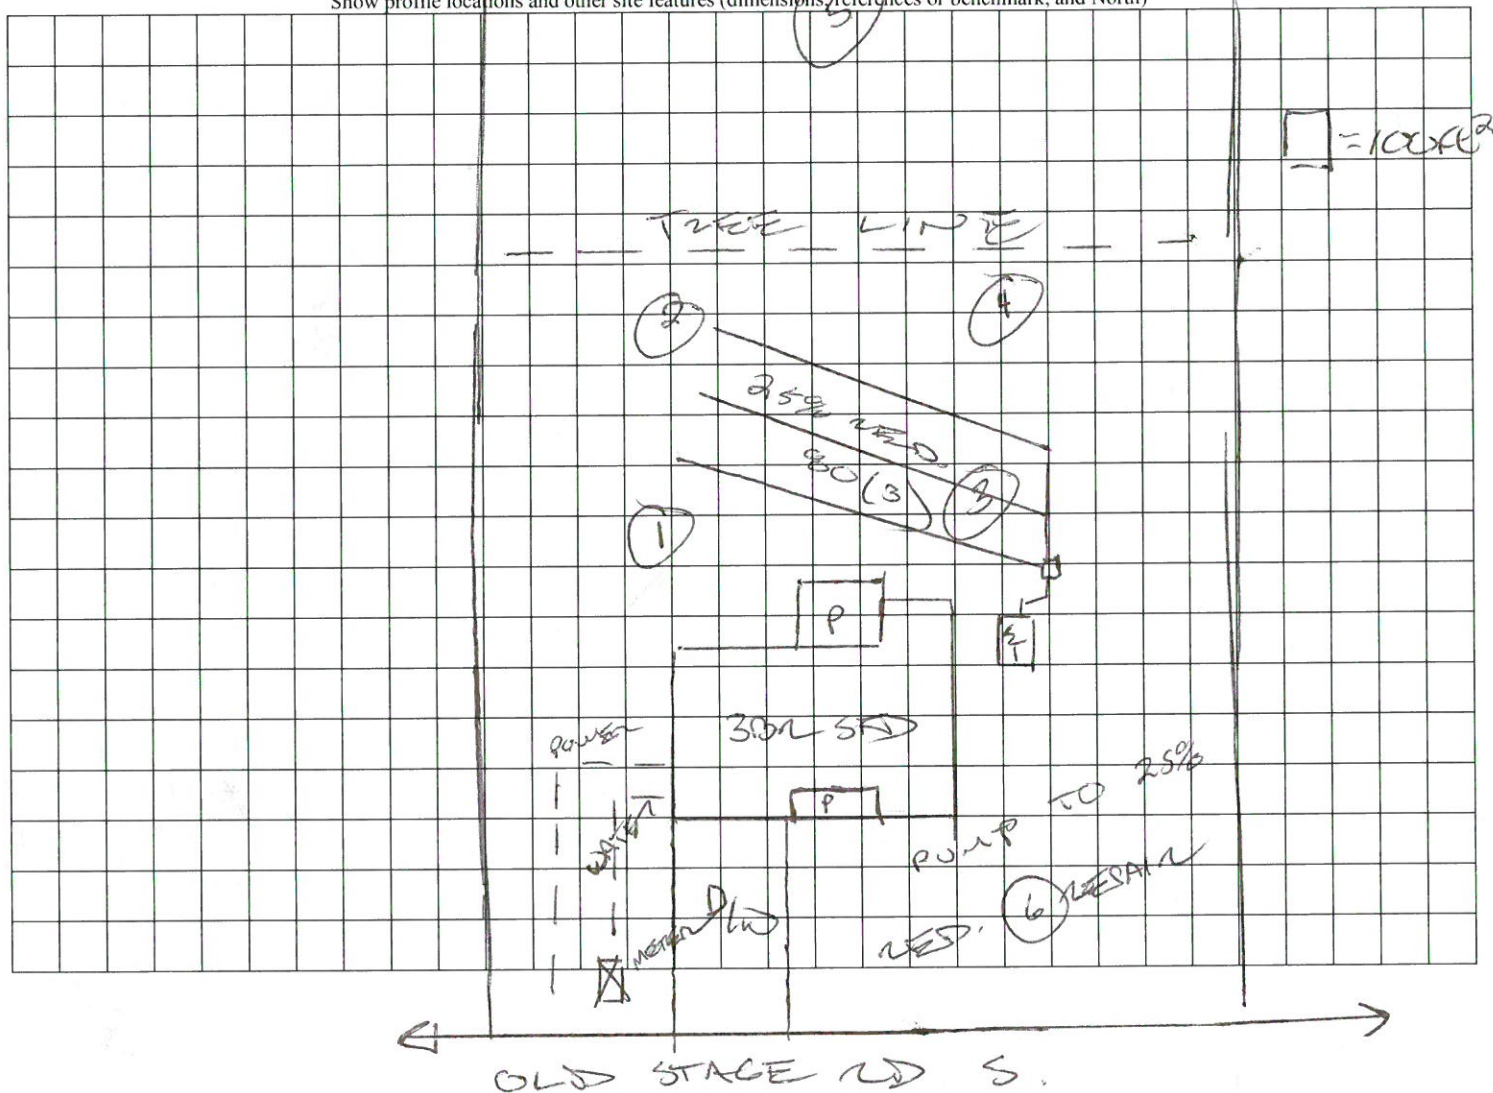 Show profile locations and other site features (dimensions, references or benchmark, and North)
5
= 100ft²
TREE LINE
2
4
25% RED.
80(3)
3
1
P
ST
3BR SFD
POWER
P
WATER
PUMP TO 25%
RED. REPAIR
6
D/W
METER
OLD STAGE RD S.